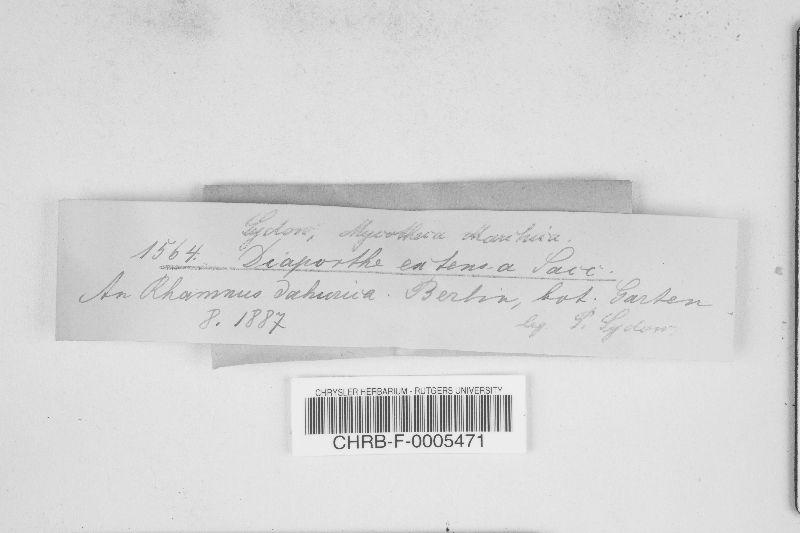 Sydow, Mycotheca Marchica.
1564. Diaporthe extensa Sacc.
An Rhamnus dahurica. Berlin, bot. Garten
8. 1887 leg. P. Sydow.
CHRYSLER HERBARIUM - RUTGERS UNIVERSITY
CHRB-F-0005471